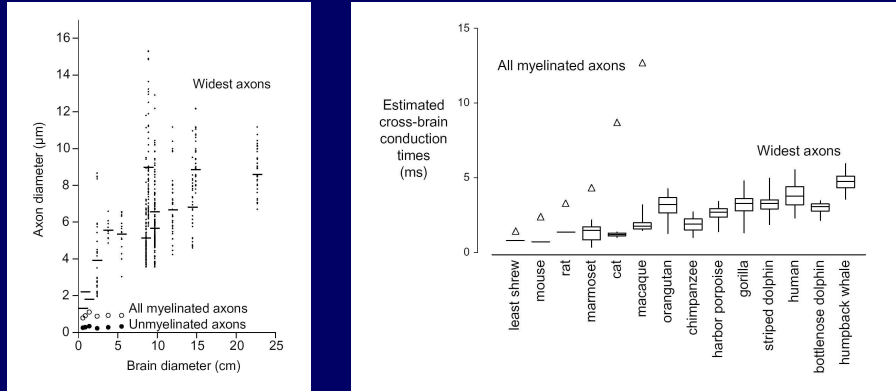 16
14
12
10
8
6
4
2
0
Axon diameter (µm)
Widest axons
All myelinated axons
Unmyelinated axons
0 5 10 15 20 25
Brain diameter (cm)
15
10
5
0
Estimated
cross-brain
conduction
times
(ms)
All myelinated axons
Widest axons
least shrew
mouse
rat
marmoset
cat
macaque
orangutan
chimpanzee
harbor porpoise
gorilla
striped dolphin
human
bottlenose dolphin
humpback whale